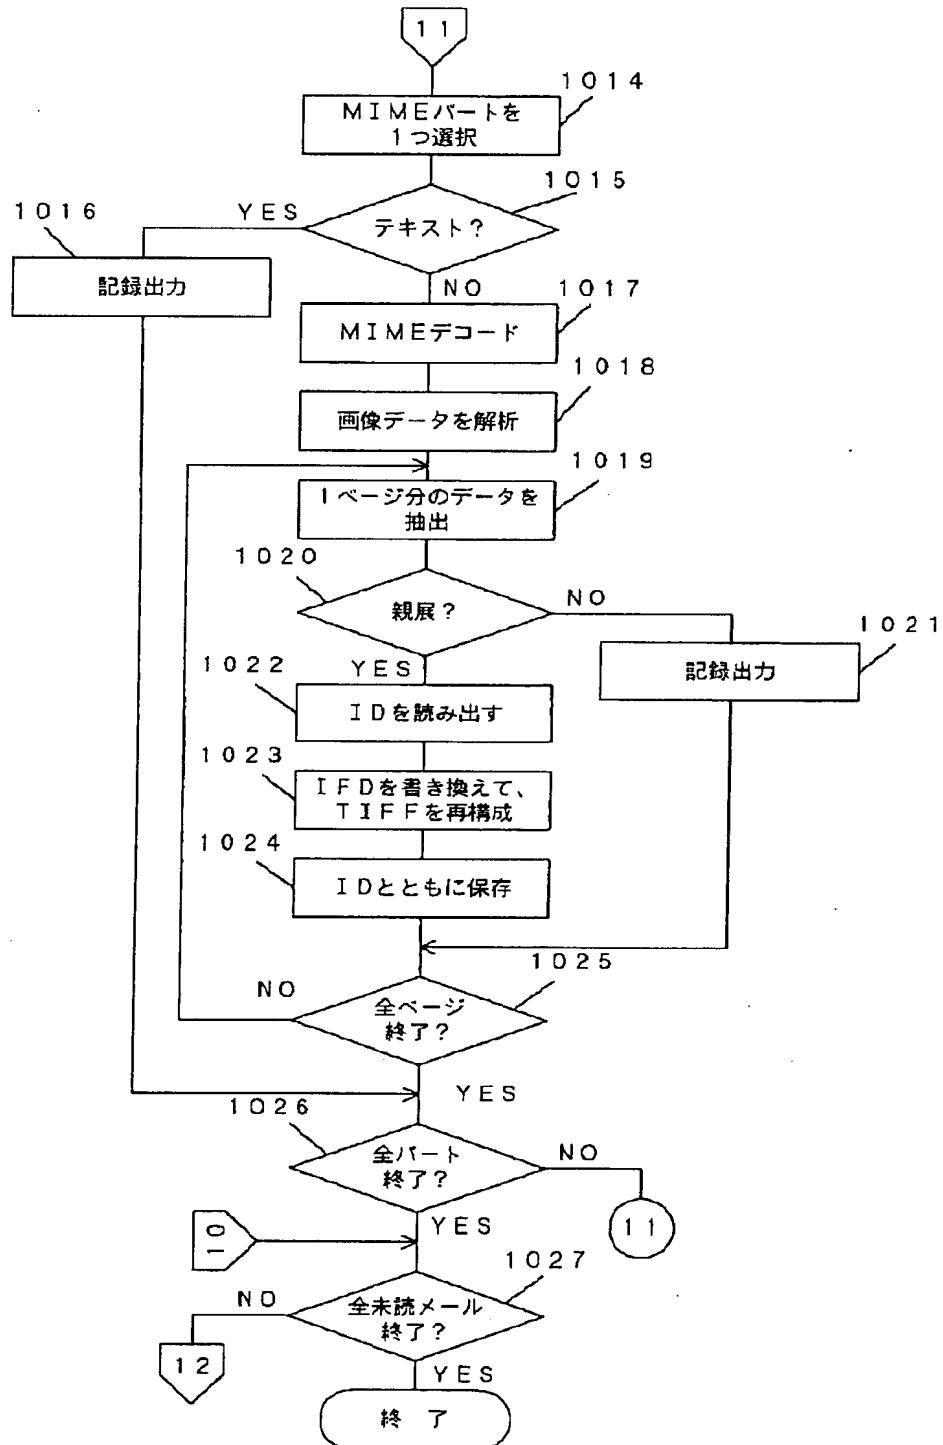 11
1014
MIMEパートを
1つ選択
1015
テキスト?
YES
1016
記録出力
NO
1017
MIMEデコード
1018
画像データを解析
1019
1ページ分のデータを
抽出
1020
親展?
NO
1021
記録出力
YES
1022
IDを読み出す
1023
IFDを書き換えて、
TIFFを再構成
1024
IDとともに保存
1025
NO
全ページ
終了?
YES
1026
全パート
終了?
NO
11
YES
10
1027
NO
全未読メール
終了?
12
YES
終了